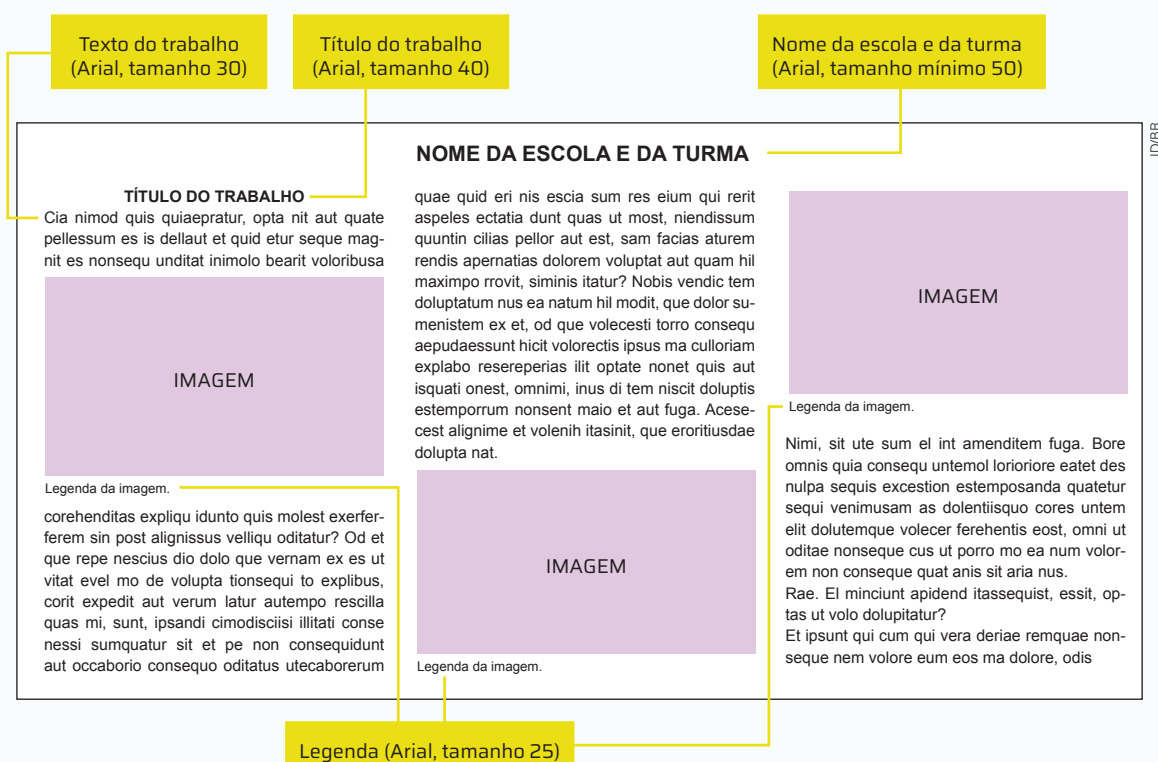 Texto do trabalho
(Arial, tamanho 30)
Título do trabalho
(Arial, tamanho 40)
Nome da escola e da turma
(Arial, tamanho mínimo 50)
ID/BR
NOME DA ESCOLA E DA TURMA
TÍTULO DO TRABALHO
Cia nimod quis quiaepratur, opta nit aut quate
pellessum es is dellaut et quid etur seque mag-
nit es nonsequ unditat inimolo bearit voloribusa
IMAGEM
Legenda da imagem.
corehenditas expliqu idunto quis molest exerfer-
ferem sin post alignissus velliqu oditatur? Od et
que repe nescius dio dolo que vernam ex es ut
vitat evel mo de volupta tionsequi to explibus,
corit expedit aut verum latur autempo rescilla
quas mi, sunt, ipsandi cimodisciisi illitati conse
nessi sumquatur sit et pe non consequidunt
aut occaborio consequo oditatus utecaborerum
quae quid eri nis escia sum res eium qui rerit
aspeles ectatia dunt quas ut most, niendissum
quuntin cilias pellor aut est, sam facias aturem
rendis apernatias dolorem voluptat aut quam hil
maximpo rrovit, siminis itatur? Nobis vendic tem
doluptatum nus ea natum hil modit, que dolor su-
menistem ex et, od que volecesti torro consequ
aepudaessunt hicit volorectis ipsus ma culloriam
explabo resereperias ilit optate nonet quis aut
isquati onest, omnimi, inus di tem niscit doluptis
estemporrum nonsent maio et aut fuga. Acese-
cest alignime et volenih itasinit, que eroritiusdae
dolupta nat.
IMAGEM
Legenda da imagem.
IMAGEM
Legenda da imagem.
Nimi, sit ute sum el int amenditem fuga. Bore
omnis quia consequ untemol lorioriore eatet des
nulpa sequis excestion estemposanda quatetur
sequi venimusam as dolentiisquo cores untem
elit dolutemque volecer ferehentis eost, omni ut
oditae nonseque cus ut porro mo ea num volor-
em non conseque quat anis sit aria nus.
Rae. El minciunt apidend itassequist, essit, op-
tas ut volo dolupitatur?
Et ipsunt qui cum qui vera deriae remquae non-
seque nem volore eum eos ma dolore, odis
Legenda (Arial, tamanho 25)